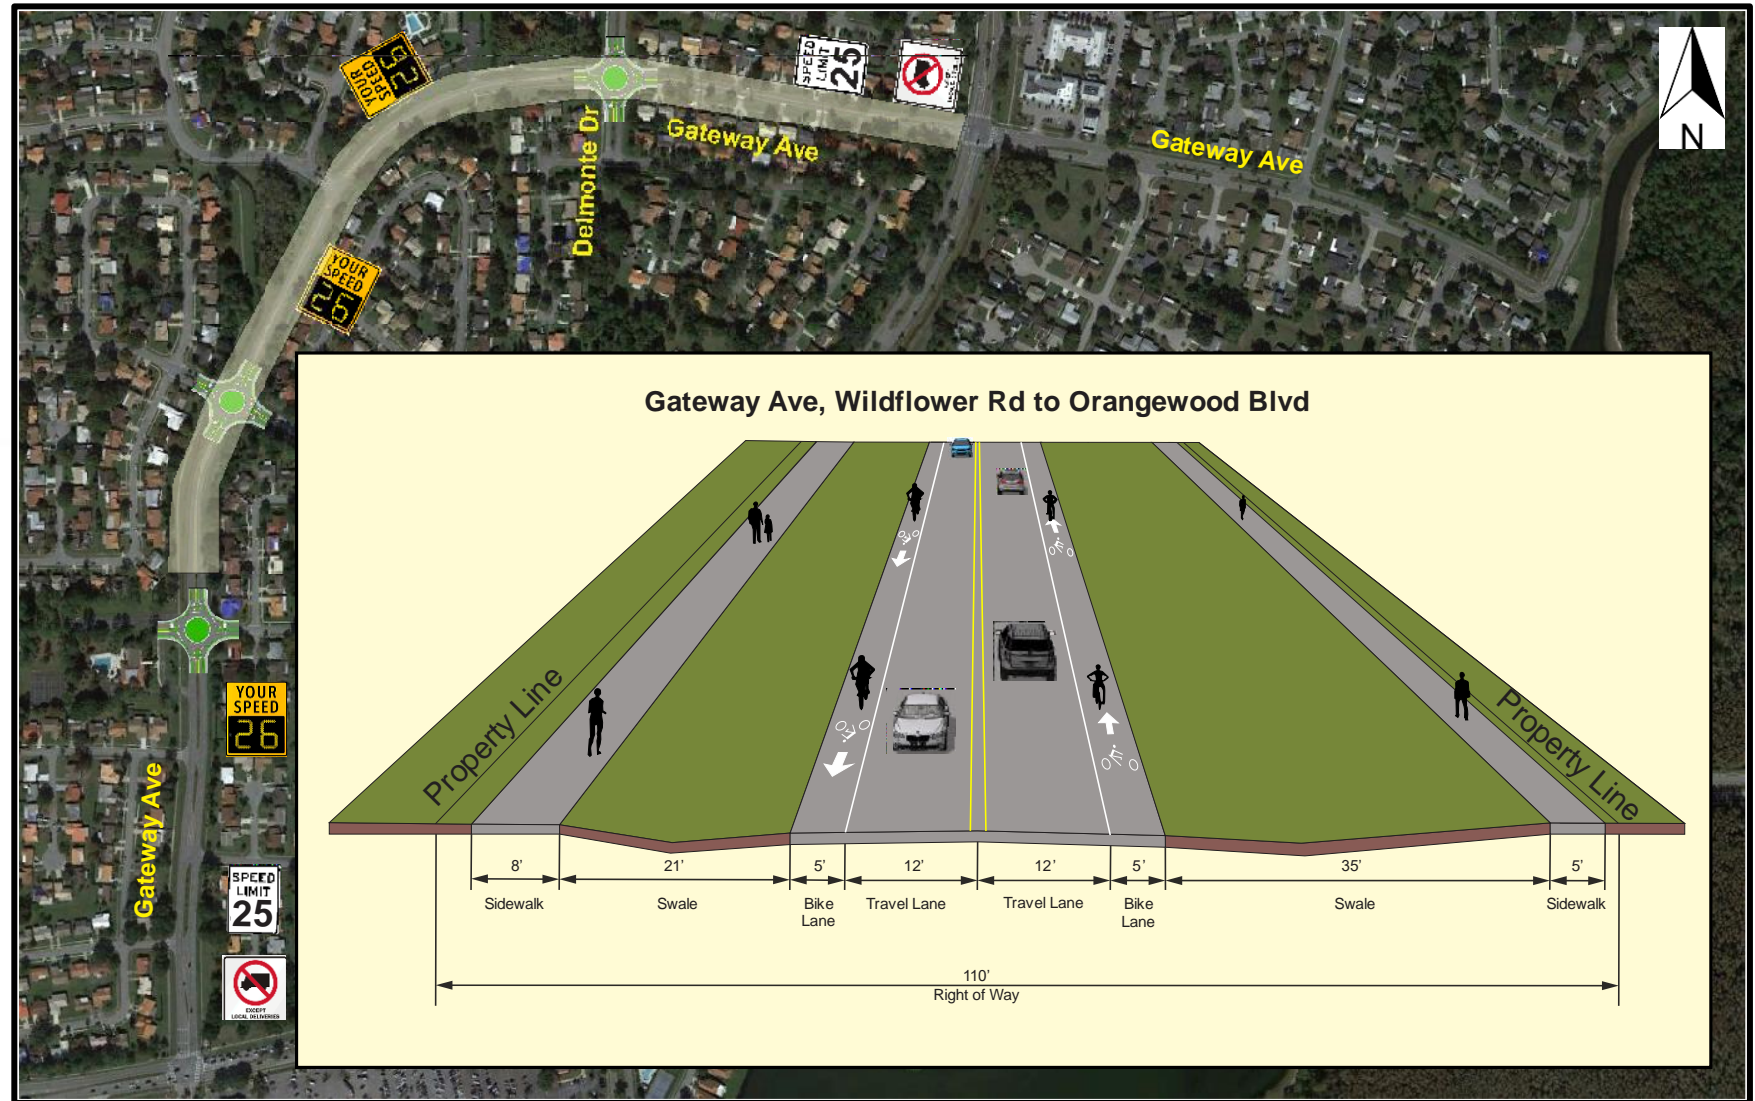 YOUR
SPEED
26
SPEED
LIMIT
25
N
Delmonte Dr
Gateway Ave
Gateway Ave
YOUR
SPEED
26
Gateway Ave, Wildflower Rd to Orangewood Blvd
Property Line
Property Line
YOUR
SPEED
26
Gateway Ave
SPEED
LIMIT
25
EXCEPT
LOCAL DELIVERIES
8' 21' 5' 12' 12' 5' 35' 5'
Sidewalk Swale Bike Travel Lane Travel Lane Bike Swale Sidewalk
Lane Lane
110'
Right of Way